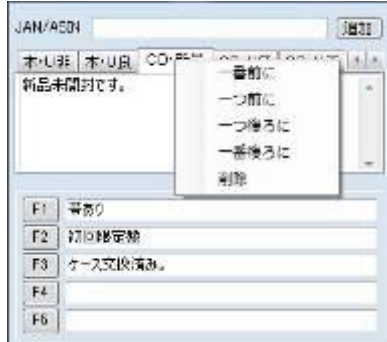 JAN/ASIN 追加
本・U非 本・U良 CD・新品
新品未開封です。
一番前に
一つ前に
一つ後ろに
一番後ろに
削除
F1 帯あり
F2 初回限定盤
F3 ケース交換済み。
F4
F5